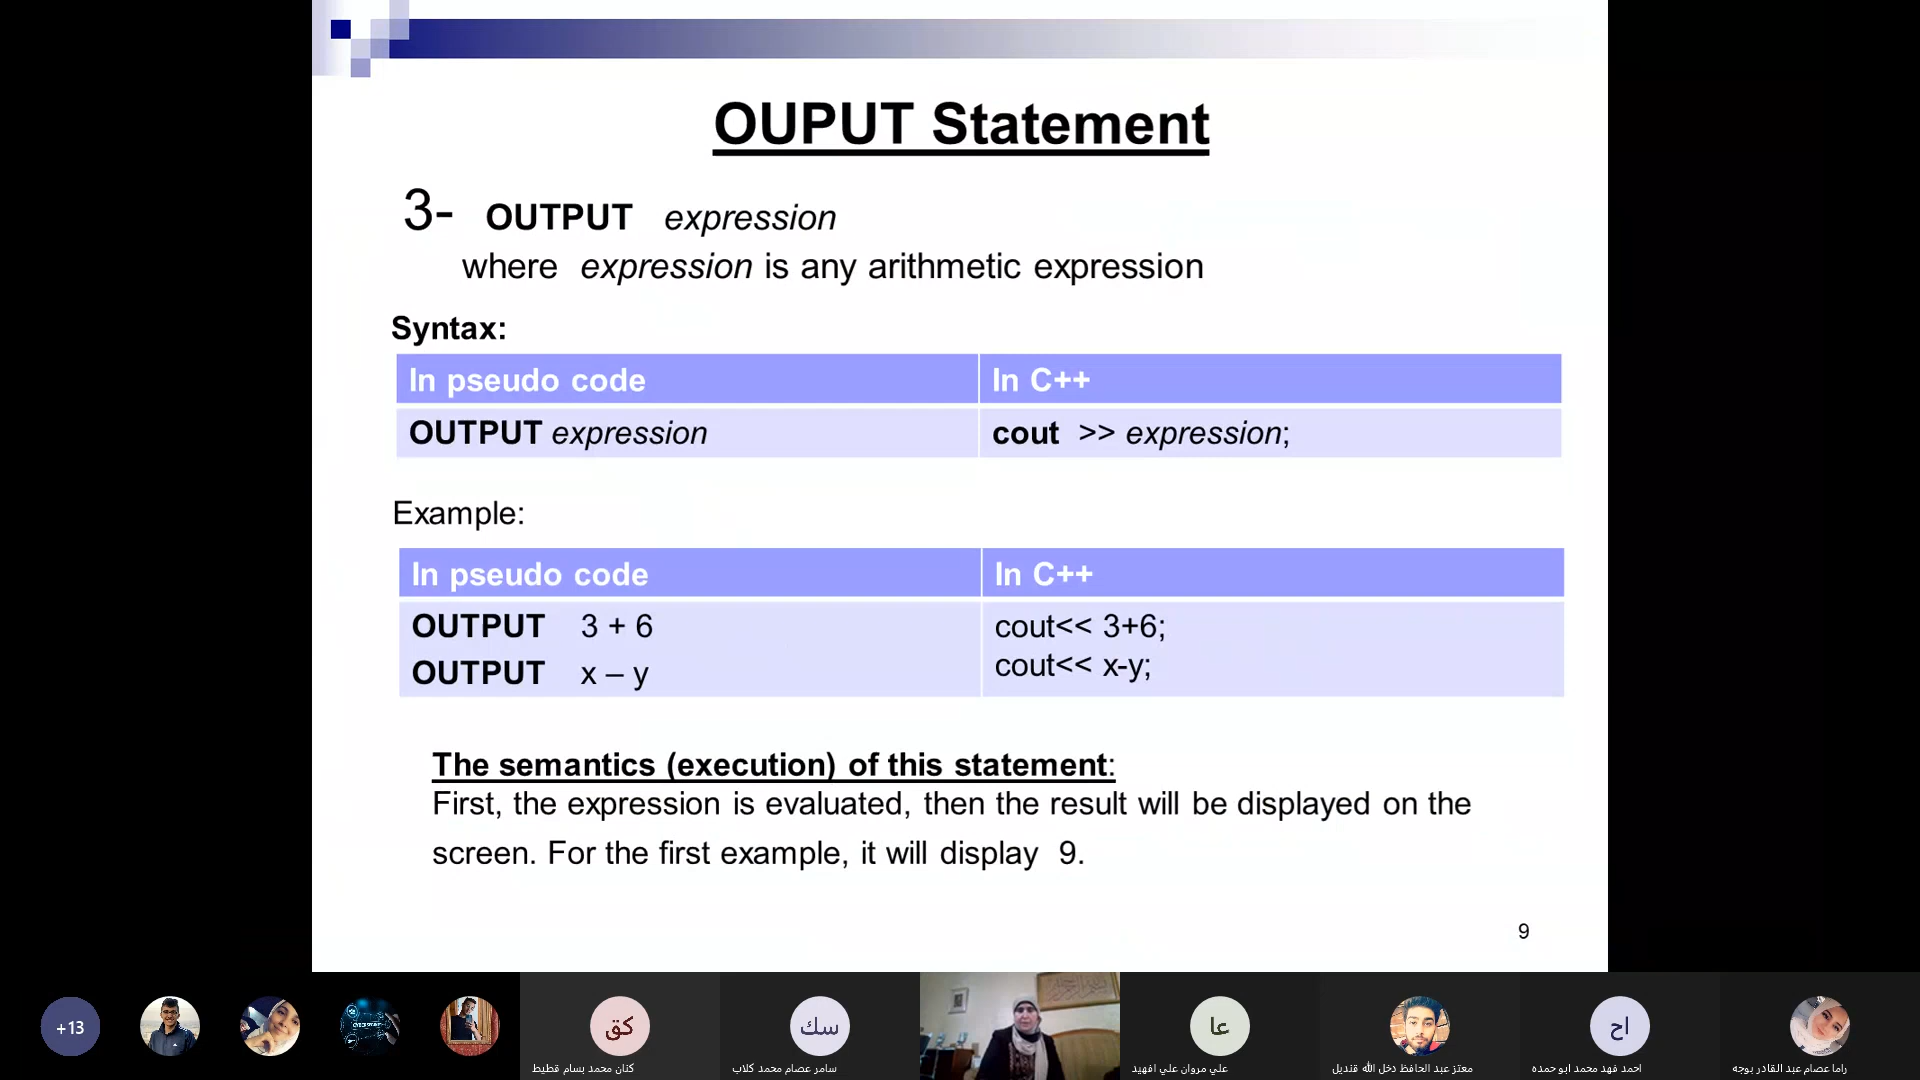 OUPUT Statement
3- OUTPUT expression
where expression is any arithmetic expression
Syntax:
In pseudo code In C++
OUTPUT expression cout >> expression;
Example:
In pseudo code In C++
OUTPUT 3 + 6 cout<< 3+6;
OUTPUT x – y cout<< x-y;
The semantics (execution) of this statement:
First, the expression is evaluated, then the result will be displayed on the
screen. For the first example, it will display 9.
9
+13
كق
سك
عا
اح
كنان محمد بسام قطيط
سامر عصام محمد كلاب
علي مروان علي افهيد
معتز عبد الحافظ دخل الله قنديل
احمد فهد محمد ابو حمده
راما عصام عبد القادر بوجه